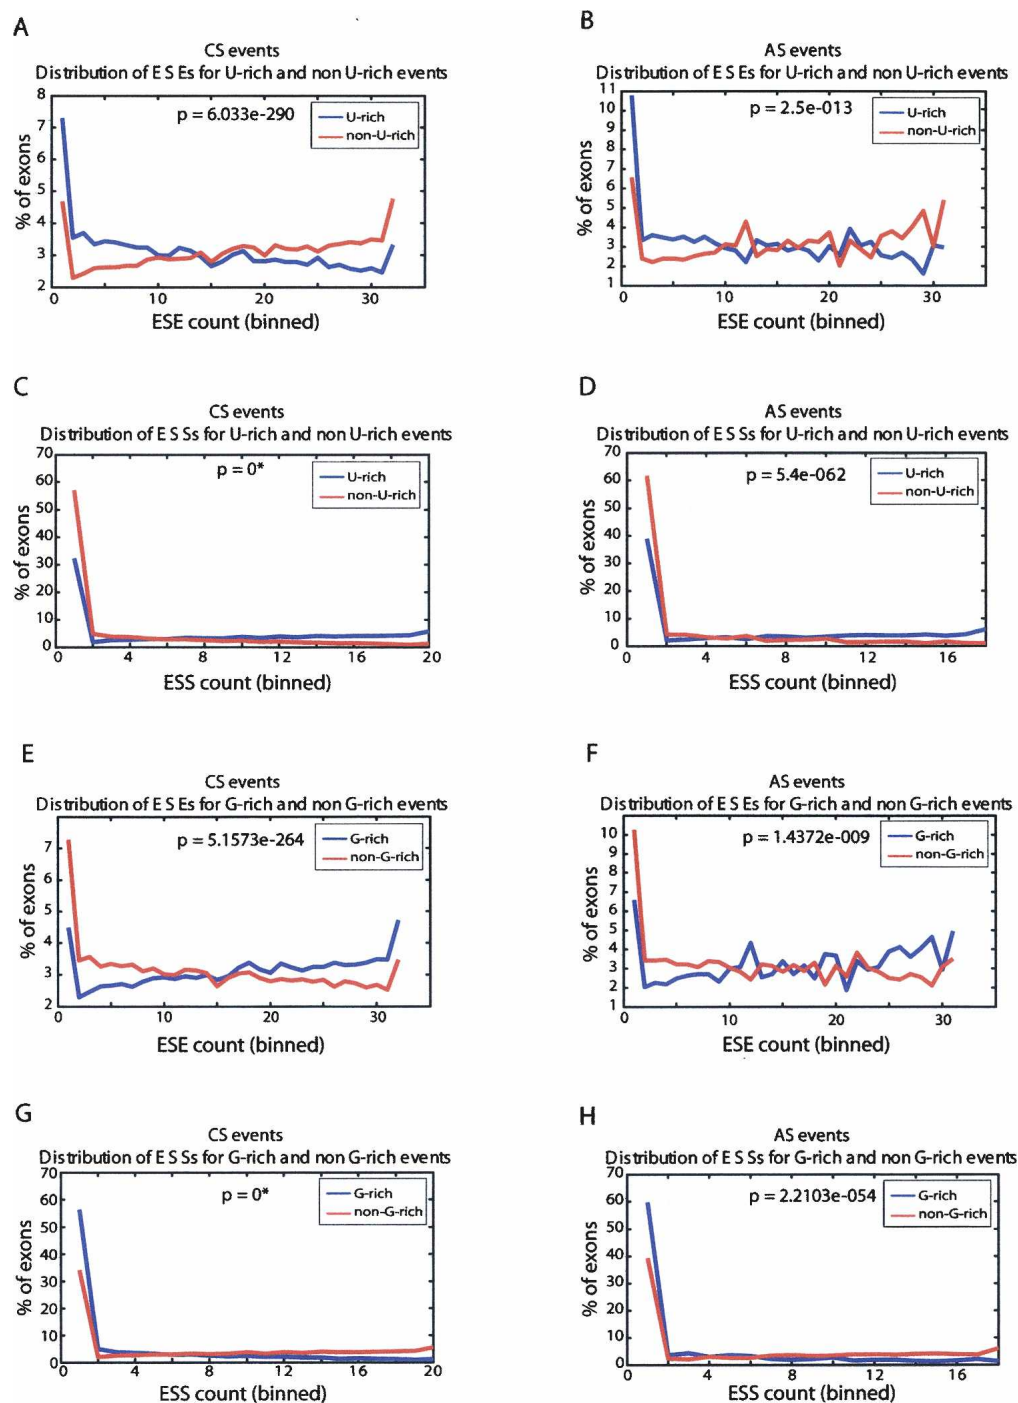 A
CS events
Distribution of ESEs for U-rich and non U-rich events
p = 6.033e-290
U-rich
non-U-rich
% of exons
8
7
6
5
4
3
2
0 10 20 30
ESE count (binned)
B
AS events
Distribution of ESEs for U-rich and non U-rich events
p = 2.5e-013
U-rich
non-U-rich
% of exons
11
10
9
8
7
6
5
4
3
2
1
0 10 20 30
ESE count (binned)
C
CS events
Distribution of ESSs for U-rich and non U-rich events
p = 0*
U-rich
non-U-rich
% of exons
70
60
50
40
30
20
10
0
0 4 8 12 16 20
ESS count (binned)
D
AS events
Distribution of ESSs for U-rich and non U-rich events
p = 5.4e-062
U-rich
non-U-rich
% of exons
70
60
50
40
30
20
10
0
0 4 8 12 16
ESS count (binned)
E
CS events
Distribution of ESEs for G-rich and non G-rich events
p = 5.1573e-264
G-rich
non-G-rich
% of exons
7
6
5
4
3
2
0 10 20 30
ESE count (binned)
F
AS events
Distribution of ESEs for G-rich and non G-rich events
p = 1.4372e-009
G-rich
non-G-rich
% of exons
10
9
8
7
6
5
4
3
2
1
0 10 20 30
ESE count (binned)
G
CS events
Distribution of ESSs for G-rich and non G-rich events
p = 0*
G-rich
non-G-rich
% of exons
70
60
50
40
30
20
10
0
0 4 8 12 16 20
ESS count (binned)
H
AS events
Distribution of ESSs for G-rich and non G-rich events
p = 2.2103e-054
G-rich
non-G-rich
% of exons
70
60
50
40
30
20
10
0
0 4 8 12 16
ESS count (binned)